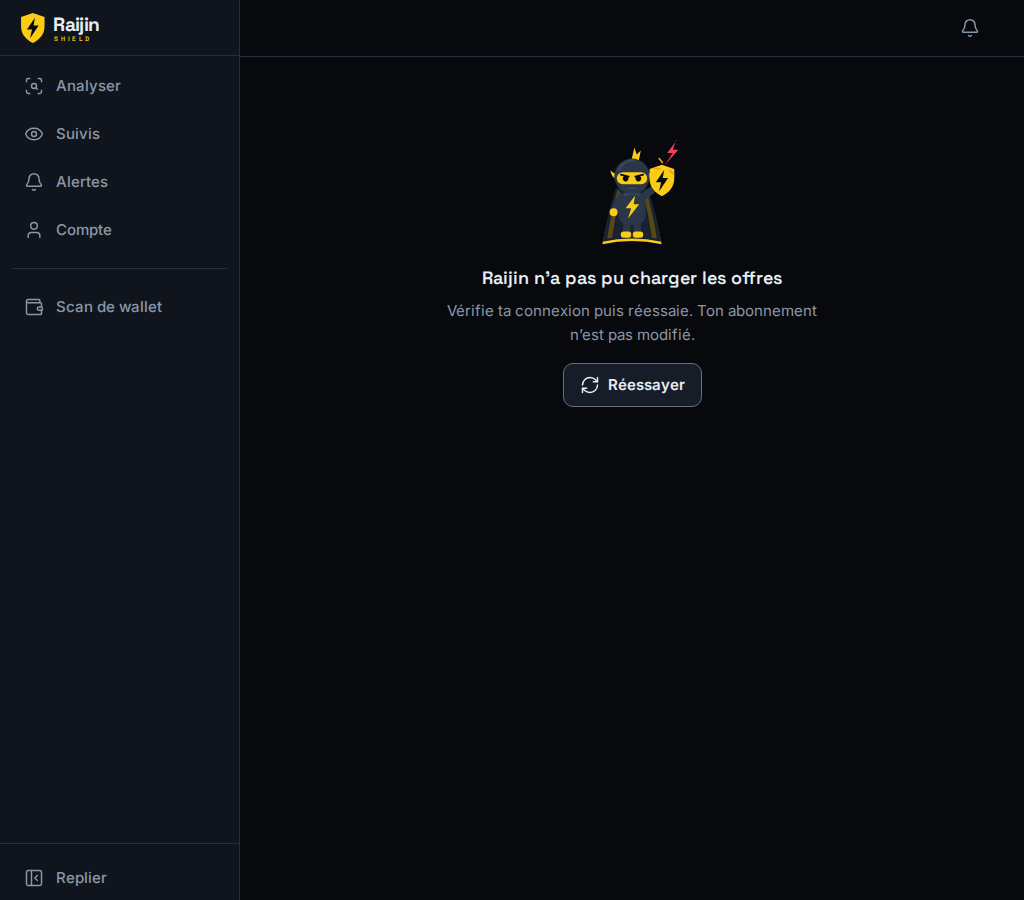 Raijin
SHIELD
Analyser
Suivis
Alertes
Compte
Scan de wallet
Raijin n’a pas pu charger les offres
Vérifie ta connexion puis réessaie. Ton abonnement
n’est pas modifié.
Réessayer
Replier